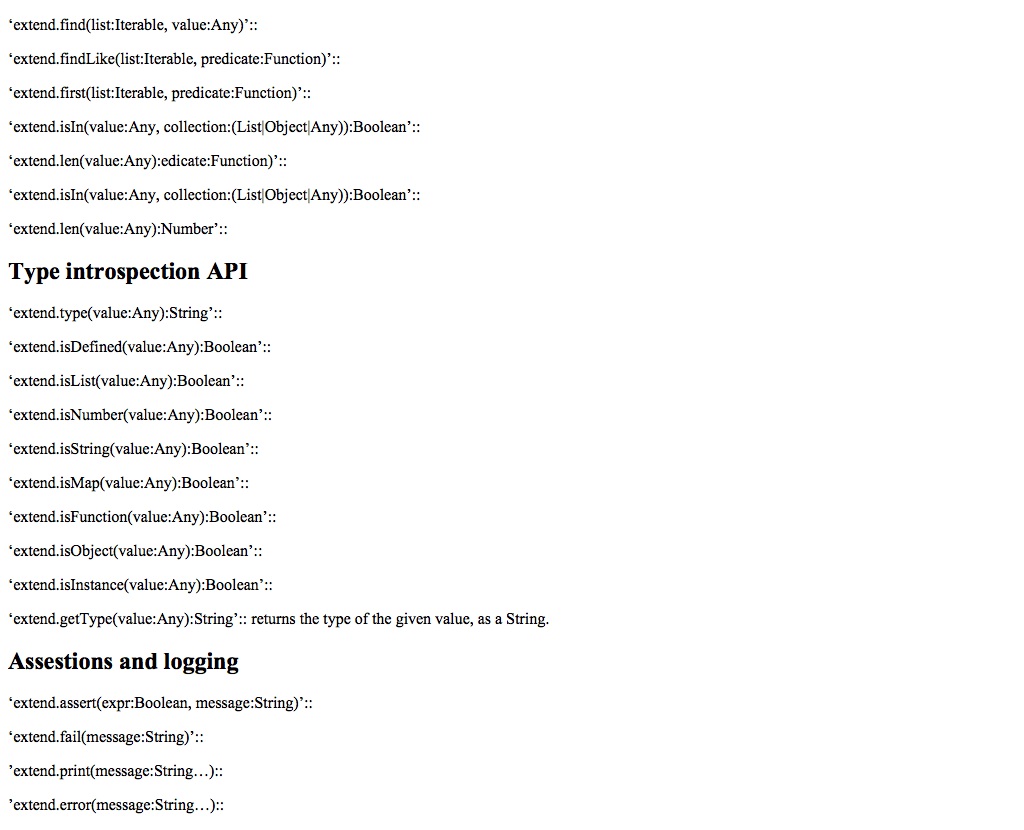 ‘extend.find(list:Iterable, value:Any)’::
‘extend.findLike(list:Iterable, predicate:Function)’::
‘extend.first(list:Iterable, predicate:Function)’::
‘extend.isIn(value:Any, collection:(List|Object|Any)):Boolean’::
‘extend.len(value:Any):edicate:Function)’::
‘extend.isIn(value:Any, collection:(List|Object|Any)):Boolean’::
‘extend.len(value:Any):Number’::
Type introspection API
‘extend.type(value:Any):String’::
‘extend.isDefined(value:Any):Boolean’::
‘extend.isList(value:Any):Boolean’::
‘extend.isNumber(value:Any):Boolean’::
‘extend.isString(value:Any):Boolean’::
‘extend.isMap(value:Any):Boolean’::
‘extend.isFunction(value:Any):Boolean’::
‘extend.isObject(value:Any):Boolean’::
‘extend.isInstance(value:Any):Boolean’::
‘extend.getType(value:Any):String’:: returns the type of the given value, as a String.
Assestions and logging
‘extend.assert(expr:Boolean, message:String)’::
‘extend.fail(message:String)’::
’extend.print(message:String…)::
’extend.error(message:String…)::